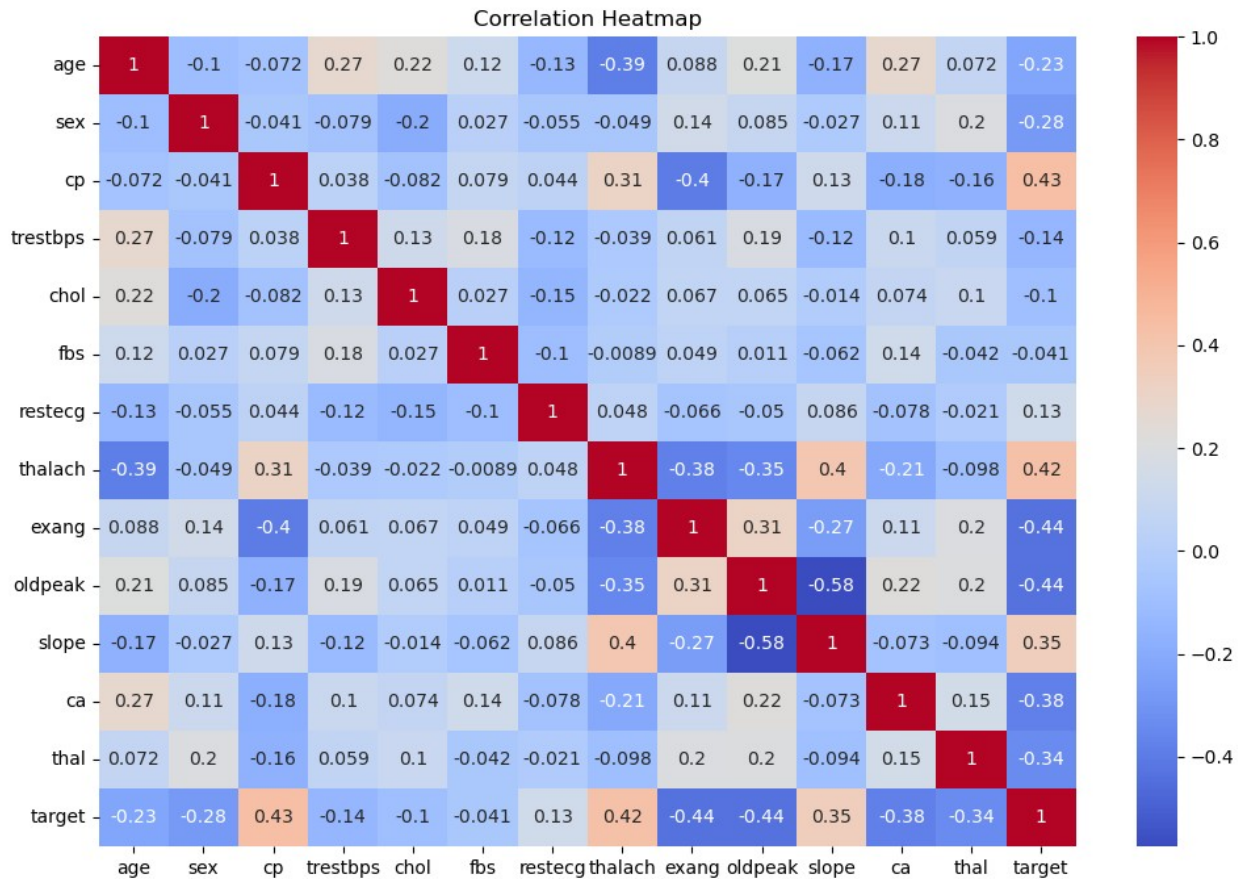 Correlation Heatmap
age 1 -0.1 -0.072 0.27 0.22 0.12 -0.13 -0.39 0.088 0.21 -0.17 0.27 0.072 -0.23
sex -0.1 1 -0.041 -0.079 -0.2 0.027 -0.055 -0.049 0.14 0.085 -0.027 0.11 0.2 -0.28
cp -0.072 -0.041 1 0.038 -0.082 0.079 0.044 0.31 -0.4 -0.17 0.13 -0.18 -0.16 0.43
trestbps 0.27 -0.079 0.038 1 0.13 0.18 -0.12 -0.039 0.061 0.19 -0.12 0.1 0.059 -0.14
chol 0.22 -0.2 -0.082 0.13 1 0.027 -0.15 -0.022 0.067 0.065 -0.014 0.074 0.1 -0.1
fbs 0.12 0.027 0.079 0.18 0.027 1 -0.1 -0.0089 0.049 0.011 -0.062 0.14 -0.042 -0.041
restecg -0.13 -0.055 0.044 -0.12 -0.15 -0.1 1 0.048 -0.066 -0.05 0.086 -0.078 -0.021 0.13
thalach -0.39 -0.049 0.31 -0.039 -0.022 -0.0089 0.048 1 -0.38 -0.35 0.4 -0.21 -0.098 0.42
exang 0.088 0.14 -0.4 0.061 0.067 0.049 -0.066 -0.38 1 0.31 -0.27 0.11 0.2 -0.44
oldpeak 0.21 0.085 -0.17 0.19 0.065 0.011 -0.05 -0.35 0.31 1 -0.58 0.22 0.2 -0.44
slope -0.17 -0.027 0.13 -0.12 -0.014 -0.062 0.086 0.4 -0.27 -0.58 1 -0.073 -0.094 0.35
ca 0.27 0.11 -0.18 0.1 0.074 0.14 -0.078 -0.21 0.11 0.22 -0.073 1 0.15 -0.38
thal 0.072 0.2 -0.16 0.059 0.1 -0.042 -0.021 -0.098 0.2 0.2 -0.094 0.15 1 -0.34
target -0.23 -0.28 0.43 -0.14 -0.1 -0.041 0.13 0.42 -0.44 -0.44 0.35 -0.38 -0.34 1
age sex cp trestbps chol fbs restecg thalach exang oldpeak slope ca thal target
1.0
0.8
0.6
0.4
0.2
0.0
−0.2
−0.4